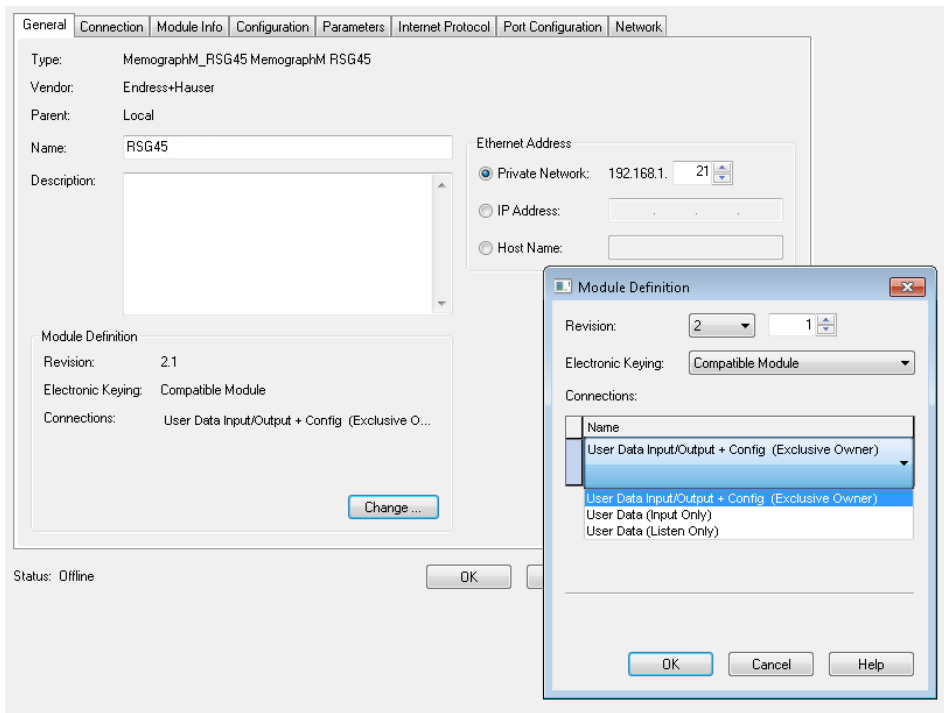 General Connection Module Info Configuration Parameters Internet Protocol Port Configuration Network
Type: MemographM_RSG45 MemographM RSG45
Vendor: Endress+Hauser
Parent: Local
Name: RSG45
Description:
Ethernet Address
Private Network: 192.168.1. 21
IP Address: . . .
Host Name:
Module Definition
Revision: 2.1
Electronic Keying: Compatible Module
Connections: User Data Input/Output + Config (Exclusive O...
Change ...
Status: Offline
OK
Module Definition
Revision: 2 1
Electronic Keying: Compatible Module
Connections:
Name
User Data Input/Output + Config (Exclusive Owner)
User Data Input/Output + Config (Exclusive Owner)
User Data (Input Only)
User Data (Listen Only)
OK Cancel Help